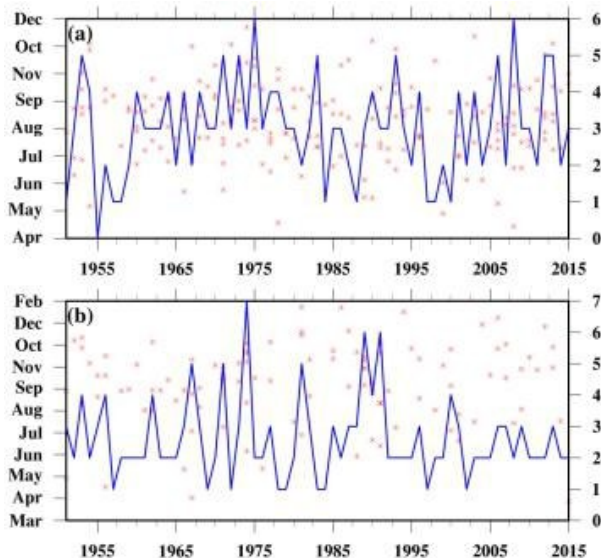 Dec 6
(a)
Oct
Nov 5
Sep 4
Aug 3
Jul 2
Jun
May 1
Apr 0
1955 1965 1975 1985 1995 2005 2015
Feb 7
(b)
Dec 6
Oct
Nov 5
Sep 4
Aug
Jul 3
Jun 2
May 1
Apr
Mar 0
1955 1965 1975 1985 1995 2005 2015